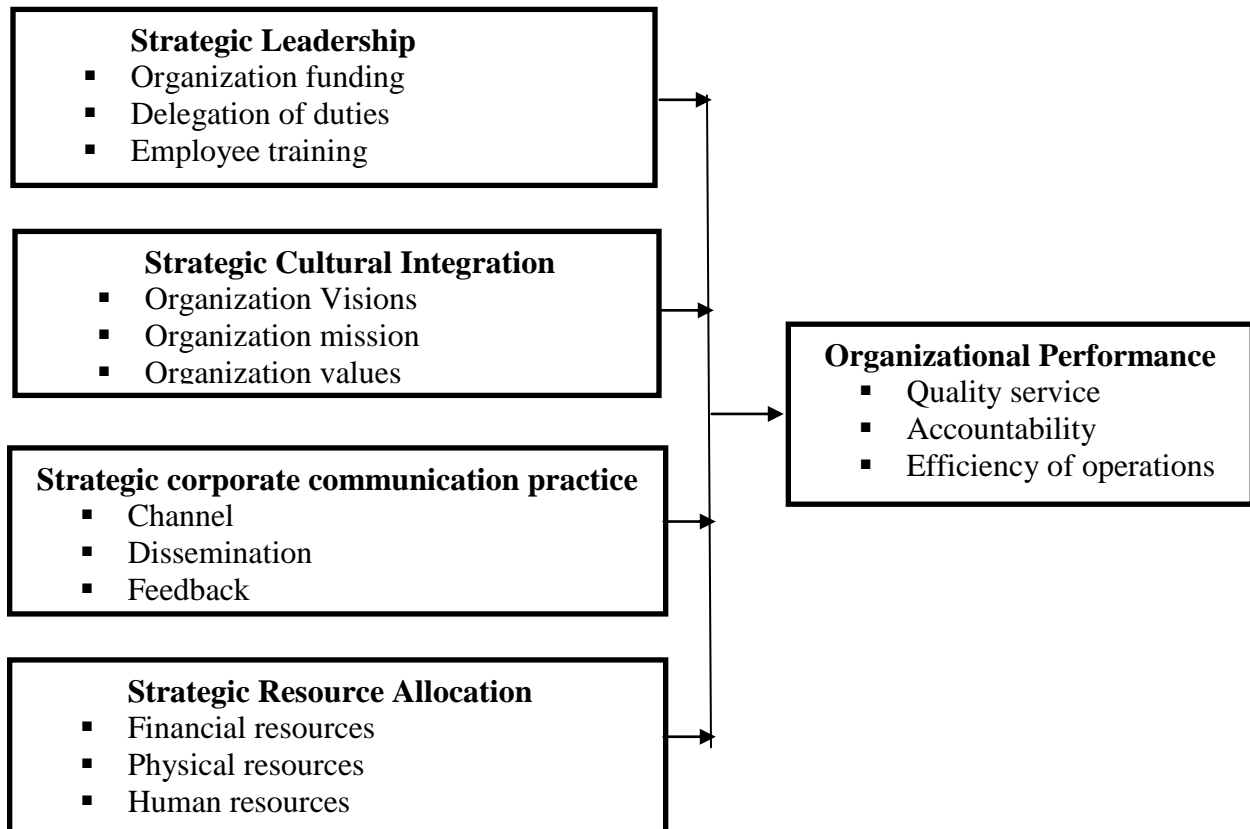 Strategic Leadership
▪ Organization funding
▪ Delegation of duties
▪ Employee training
Strategic Cultural Integration
▪ Organization Visions
▪ Organization mission
▪ Organization values
Strategic corporate communication practice
▪ Channel
▪ Dissemination
▪ Feedback
Strategic Resource Allocation
▪ Financial resources
▪ Physical resources
▪ Human resources
Organizational Performance
▪ Quality service
▪ Accountability
▪ Efficiency of operations